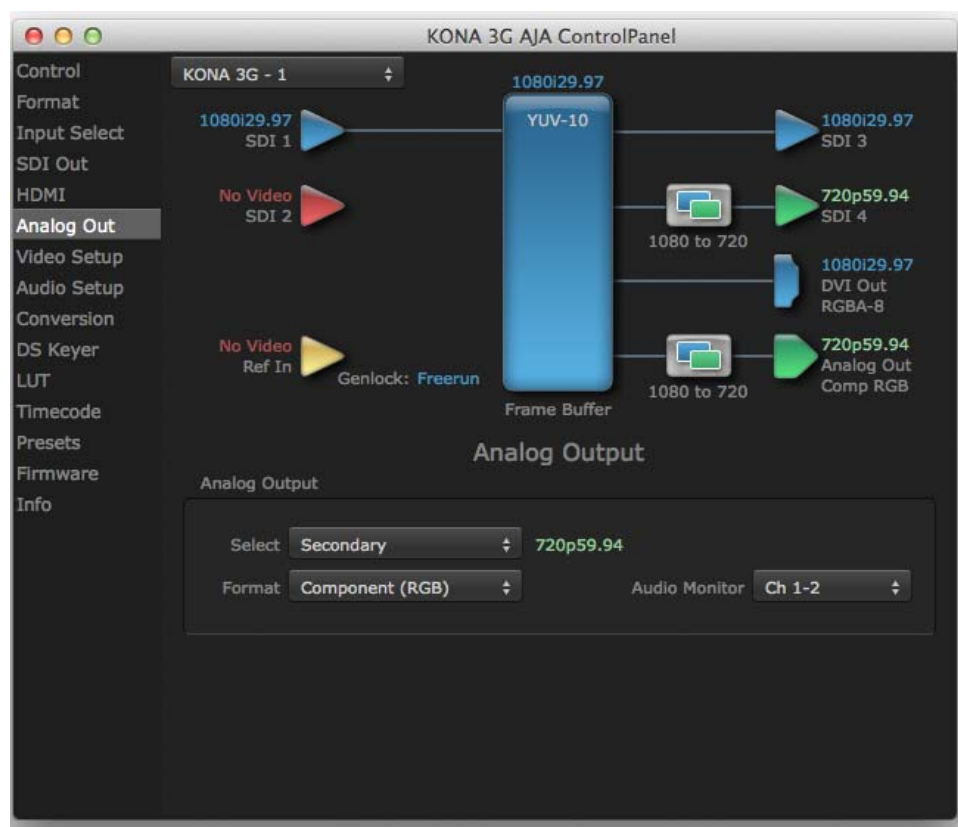 KONA 3G AJA ControlPanel
Control
Format
Input Select
SDI Out
HDMI
Analog Out
Video Setup
Audio Setup
Conversion
DS Keyer
LUT
Timecode
Presets
Firmware
Info
KONA 3G - 1
1080i29.97
YUV-10
1080i29.97
SDI 1
1080i29.97
SDI 3
No Video
SDI 2
1080 to 720
720p59.94
SDI 4
1080i29.97
DVI Out
RGBA-8
No Video
Ref In
Genlock: Freerun
1080 to 720
720p59.94
Analog Out
Comp RGB
Frame Buffer
Analog Output
Analog Output
Select Secondary 720p59.94
Format Component (RGB) Audio Monitor Ch 1-2